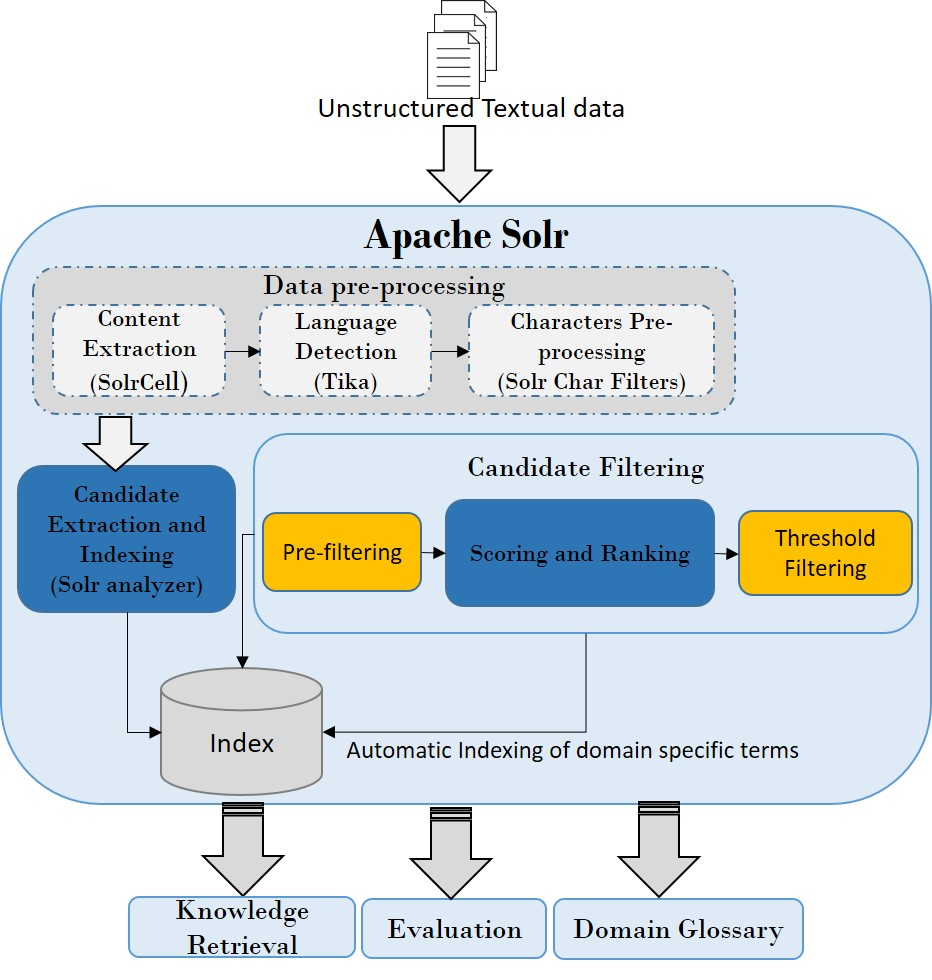 Unstructured Textual data
Apache Solr
Data pre-processing
Content
Extraction
(SolrCell)
Language
Detection
(Tika)
Characters Pre-
processing
(Solr Char Filters)
Candidate
Extraction and
Indexing
(Solr analyzer)
Candidate Filtering
Pre-filtering
Scoring and Ranking
Threshold
Filtering
Index
Automatic Indexing of domain specific terms
Knowledge
Retrieval
Evaluation
Domain Glossary